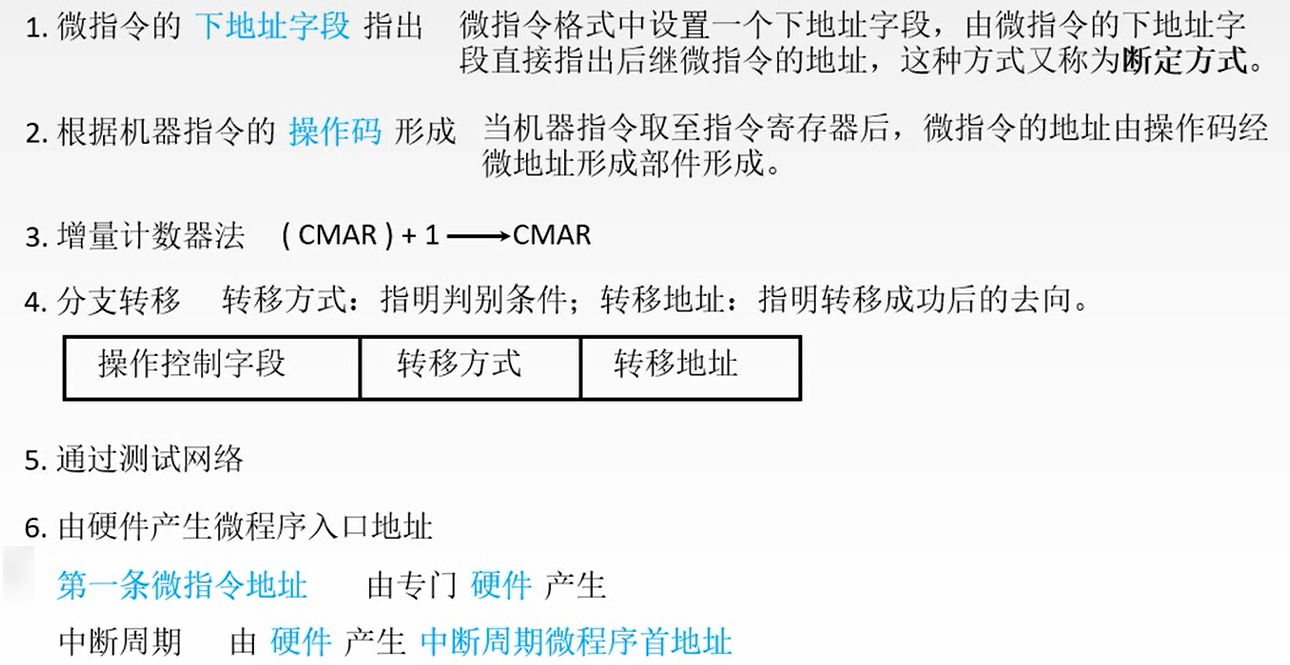 1. 微指令的 下地址字段 指出 微指令格式中设置一个下地址字段，由微指令的下地址字
段直接指出后继微指令的地址，这种方式又称为断定方式。
2. 根据机器指令的 操作码 形成 当机器指令取至指令寄存器后，微指令的地址由操作码经
微地址形成部件形成。
3. 增量计数器法 ( CMAR ) + 1 ⟶ CMAR
4. 分支转移 转移方式：指明判别条件；转移地址：指明转移成功后的去向。
操作控制字段 转移方式 转移地址
5. 通过测试网络
6. 由硬件产生微程序入口地址
第一条微指令地址 由专门 硬件 产生
中断周期 由 硬件 产生 中断周期微程序首地址